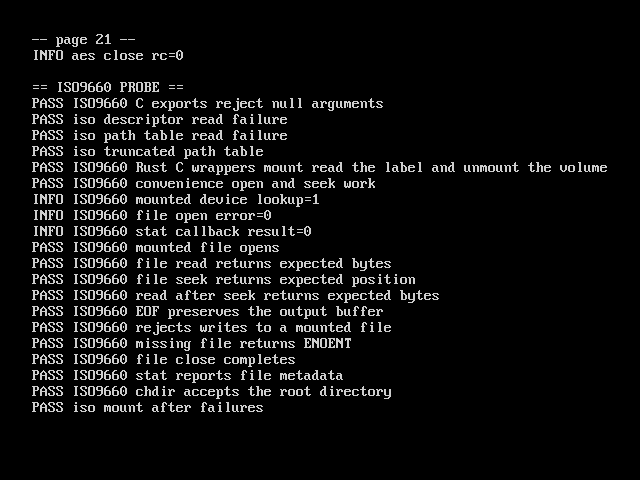 -- page 21 --
INFO aes close rc=0
== ISO9660 PROBE ==
PASS ISO9660 C exports reject null arguments
PASS iso descriptor read failure
PASS iso path table read failure
PASS iso truncated path table
PASS ISO9660 Rust C wrappers mount read the label and unmount the volume
PASS ISO9660 convenience open and seek work
INFO ISO9660 mounted device lookup=1
INFO ISO9660 file open error=0
INFO ISO9660 stat callback result=0
PASS ISO9660 mounted file opens
PASS ISO9660 file read returns expected bytes
PASS ISO9660 file seek returns expected position
PASS ISO9660 read after seek returns expected bytes
PASS ISO9660 EOF preserves the output buffer
PASS ISO9660 rejects writes to a mounted file
PASS ISO9660 missing file returns ENOENT
PASS ISO9660 file close completes
PASS ISO9660 stat reports file metadata
PASS ISO9660 chdir accepts the root directory
PASS iso mount after failures